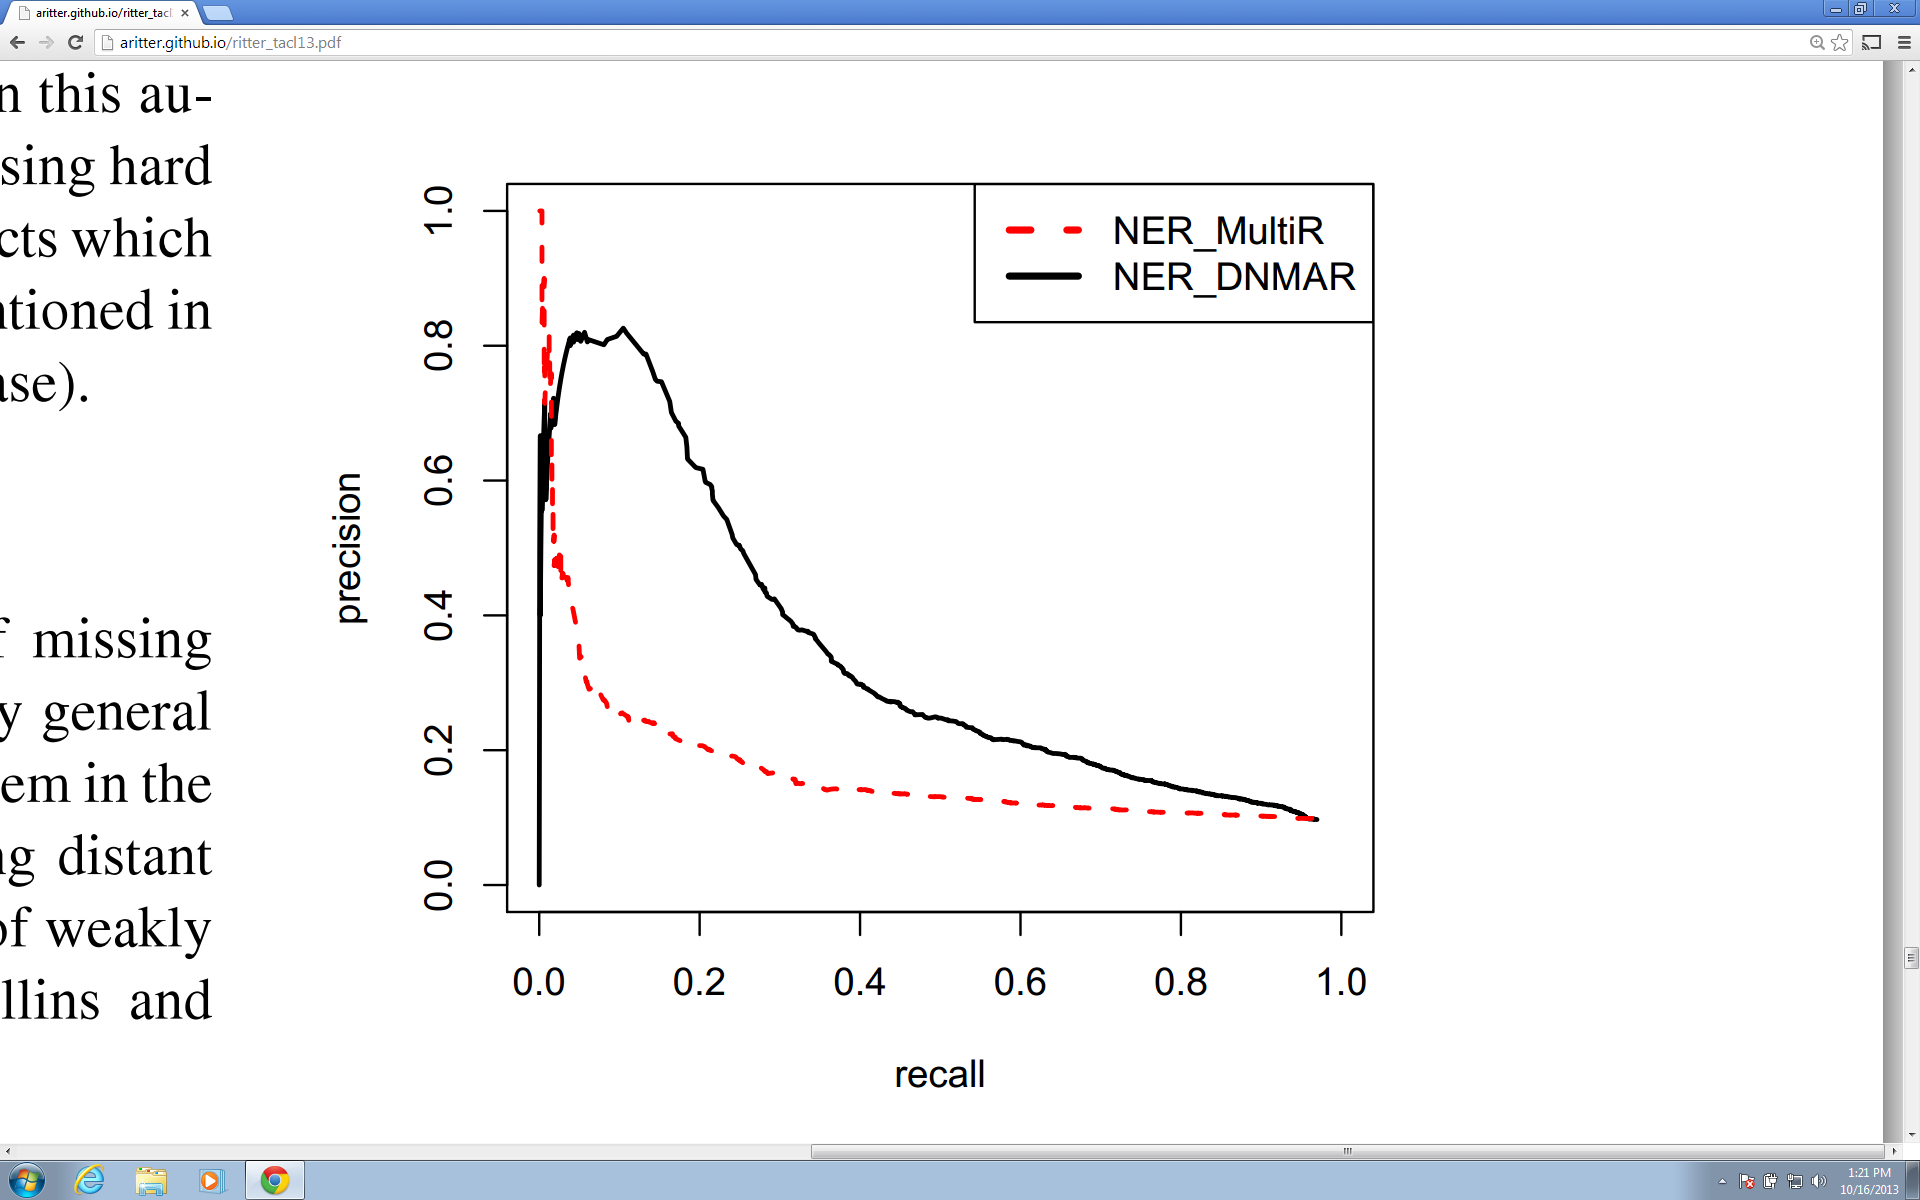 aritter.github.io/ritter_tacl
aritter.github.io/ritter_tacl13.pdf
n this au-
sing hard
cts which
ntioned in
ase).
f missing
y general
em in the
ng distant
of weakly
llins and
NER_MultiR
NER_DNMAR
precision
1.0
0.8
0.6
0.4
0.2
0.0
0.0 0.2 0.4 0.6 0.8 1.0
recall
1:21 PM
10/16/2013